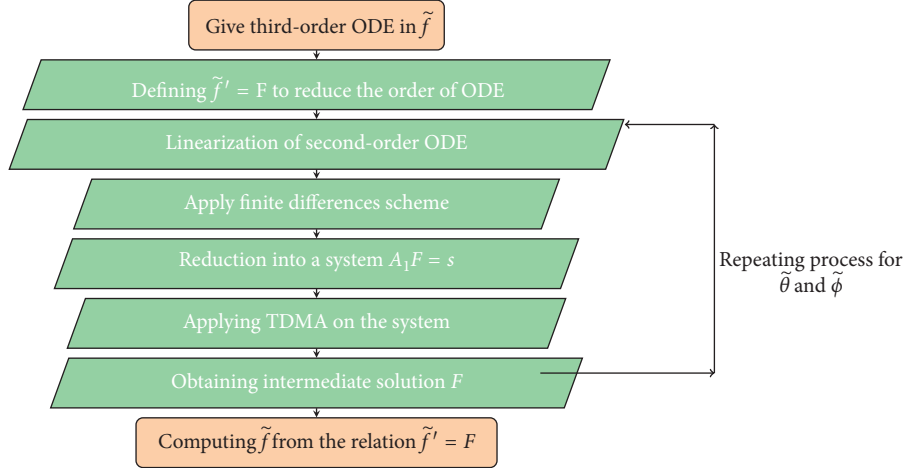 Give third-order ODE in f̃
Defining f̃′ = F to reduce the order of ODE
Linearization of second-order ODE
Apply finite differences scheme
Reduction into a system A₁F = s
Applying TDMA on the system
Obtaining intermediate solution F
Computing f̃ from the relation f̃′ = F
Repeating process for
θ̃ and ϕ̃